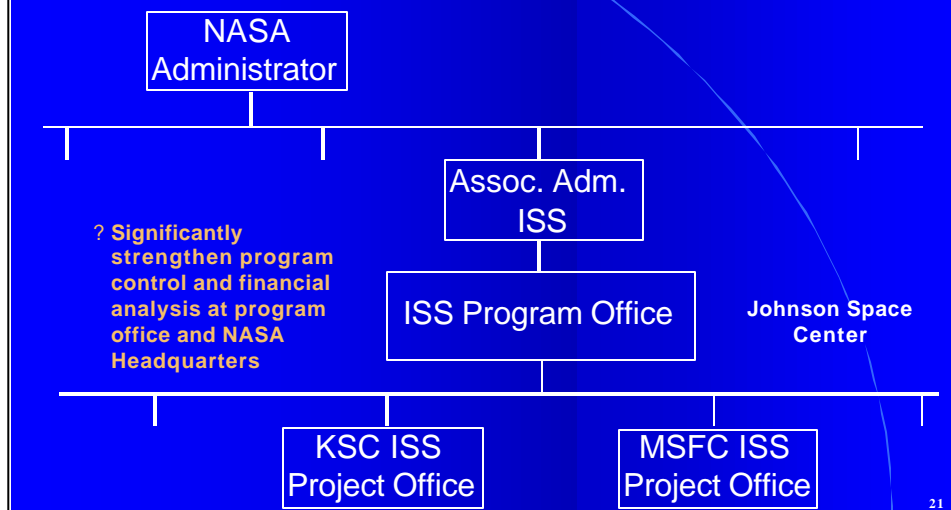 NASA
Administrator
Assoc. Adm.
ISS
? Significantly
strengthen program
control and financial
analysis at program
office and NASA
Headquarters
ISS Program Office
Johnson Space
Center
KSC ISS
Project Office
MSFC ISS
Project Office
21